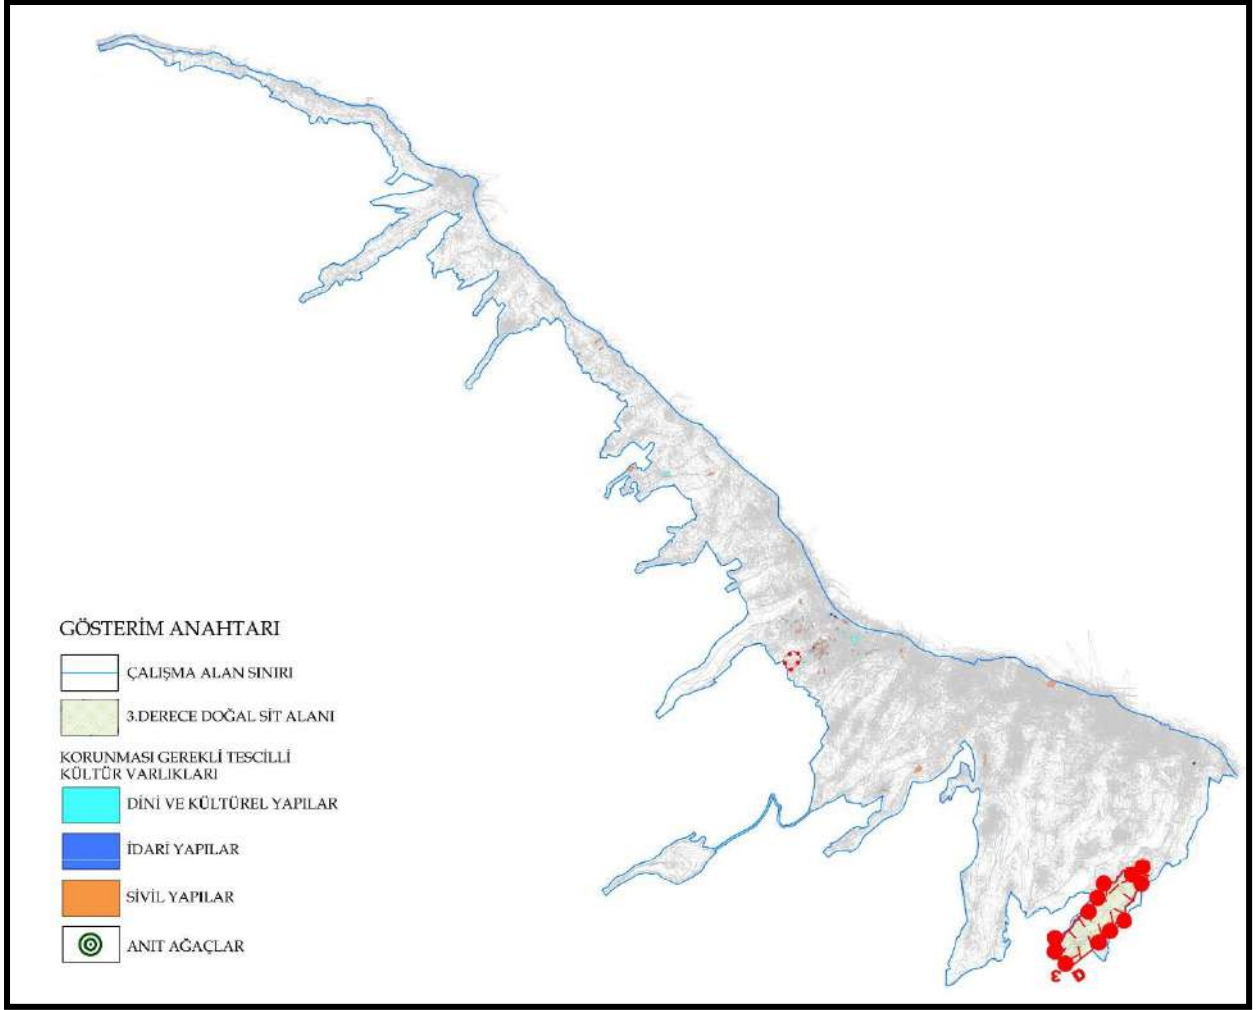 GÖSTERİM ANAHTARI
ÇALIŞMA ALAN SINIRI
3.DERECE DOĞAL SİT ALANI
KORUNMASI GEREKLİ TESCİLLİ
KÜLTÜR VARLIKLARI
DİNİ VE KÜLTÜREL YAPILAR
İDARİ YAPILAR
SİVİL YAPILAR
ANIT AĞAÇLAR
3 D